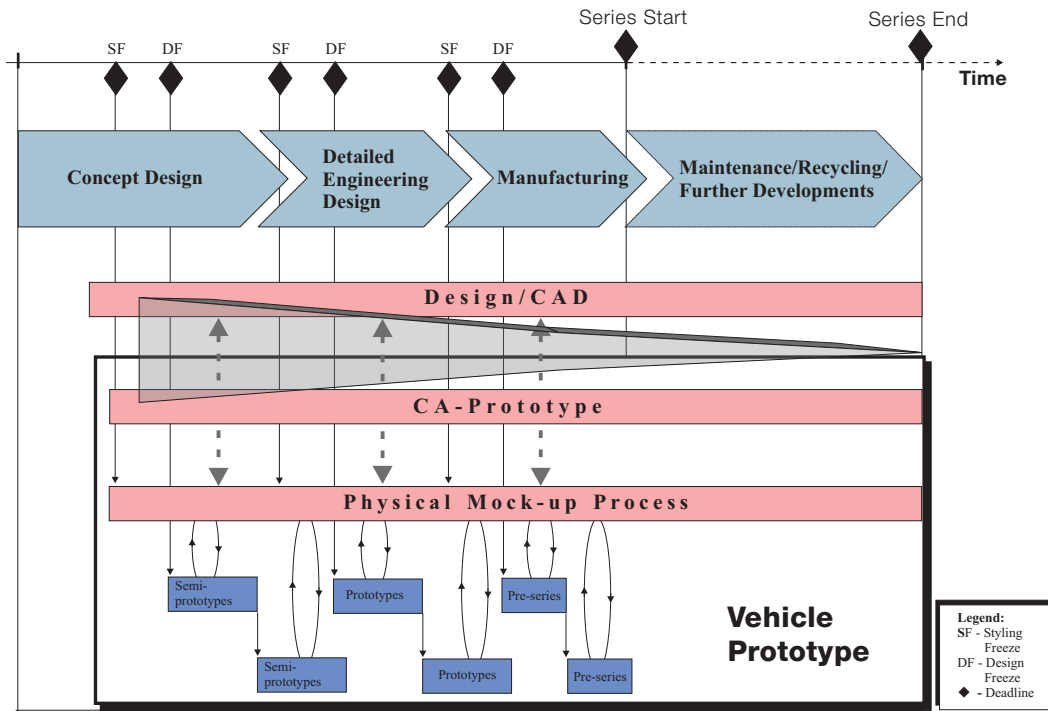 Series Start
Series End
SF
DF
SF
DF
SF
DF
Time
Concept Design
Detailed
Engineering
Design
Manufacturing
Maintenance/Recycling/
Further Developments
Design/CAD
CA-Prototype
Physical Mock-up Process
Semi-
prototypes
Prototypes
Pre-series
Semi-
prototypes
Prototypes
Pre-series
Vehicle
Prototype
Legend:
SF - Styling
Freeze
DF - Design
Freeze
- Deadline